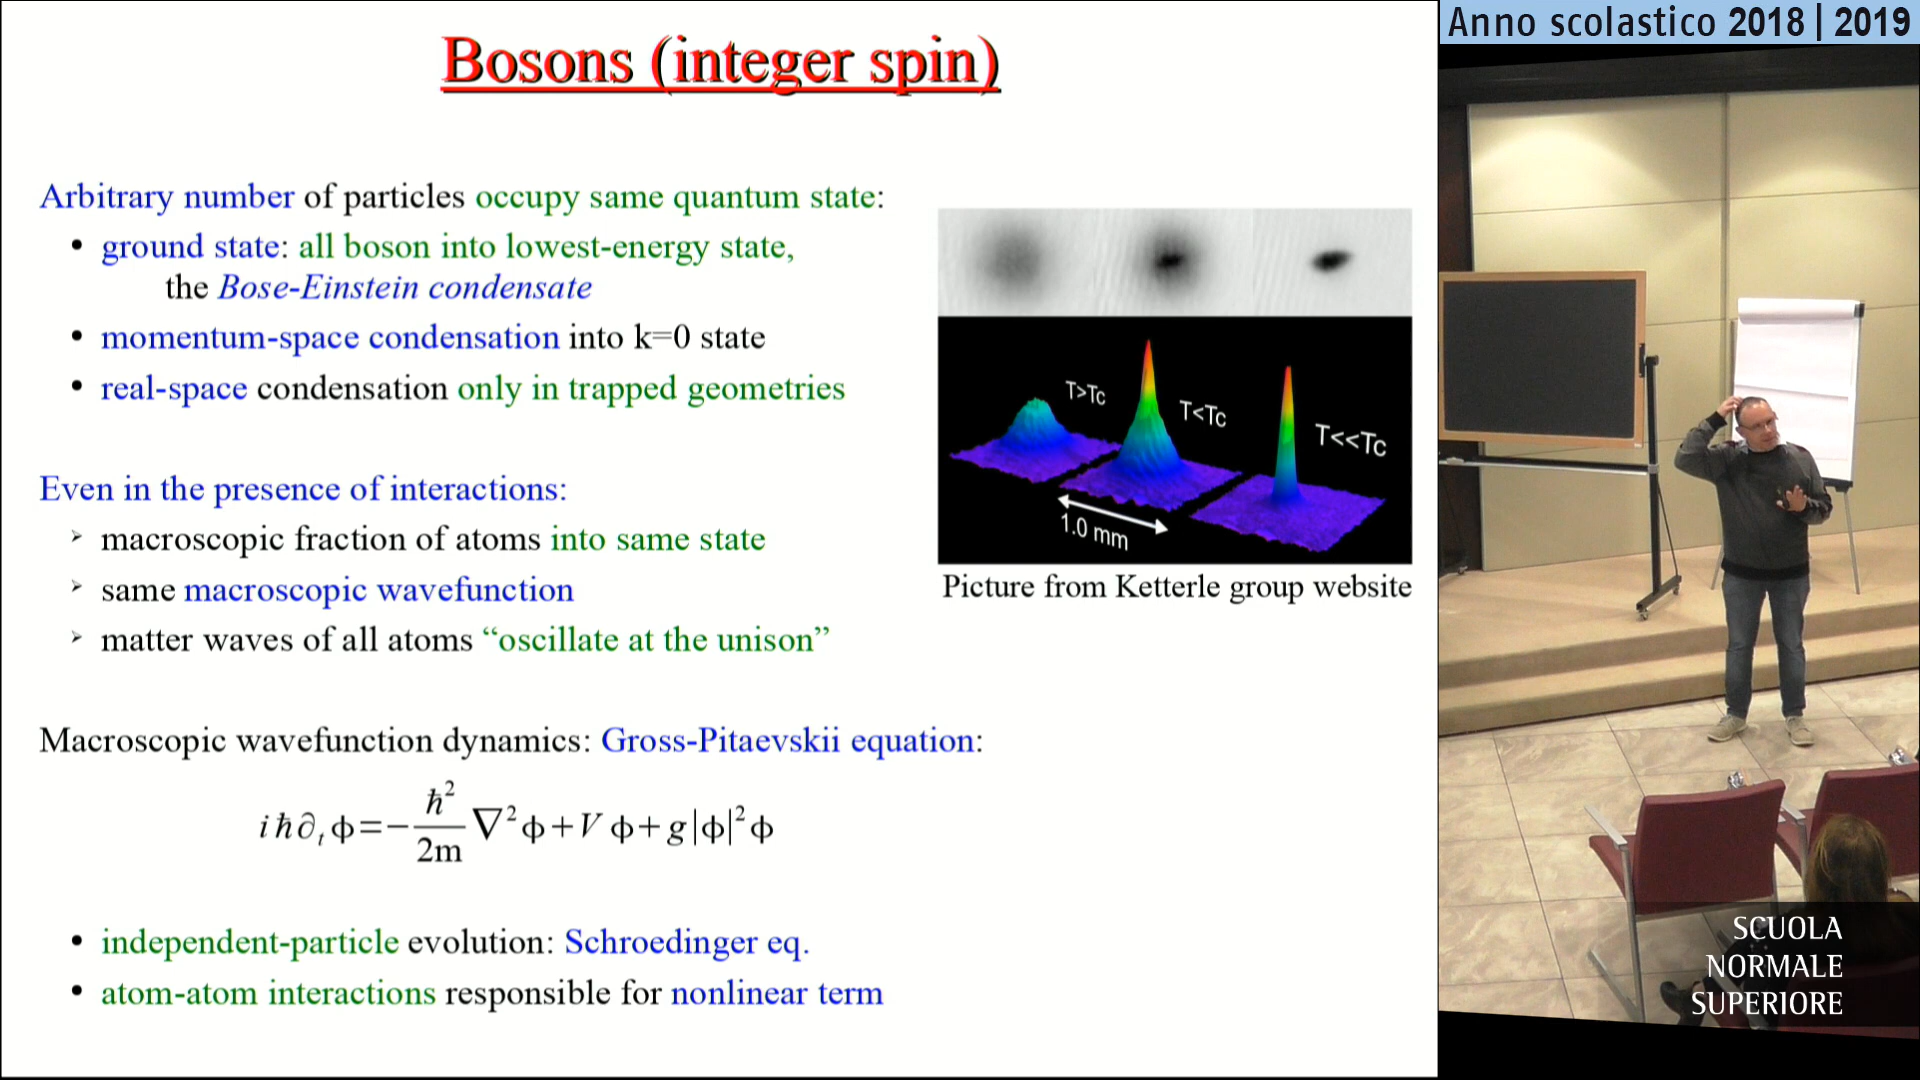 Bosons (integer spin)
Arbitrary number of particles occupy same quantum state:
• ground state: all boson into lowest-energy state,
the Bose-Einstein condensate
• momentum-space condensation into k=0 state
• real-space condensation only in trapped geometries
Even in the presence of interactions:
➢ macroscopic fraction of atoms into same state
➢ same macroscopic wavefunction
➢ matter waves of all atoms “oscillate at the unison”
Macroscopic wavefunction dynamics: Gross-Pitaevskii equation:
iℏ∂ₜϕ=−ℏ²/2m ∇²ϕ+Vϕ+g|ϕ|²ϕ
• independent-particle evolution: Schroedinger eq.
• atom-atom interactions responsible for nonlinear term
T>Tc
T<Tc
T<<Tc
1.0 mm
Picture from Ketterle group website
Anno scolastico 2018 | 2019
SCUOLA
NORMALE
SUPERIORE